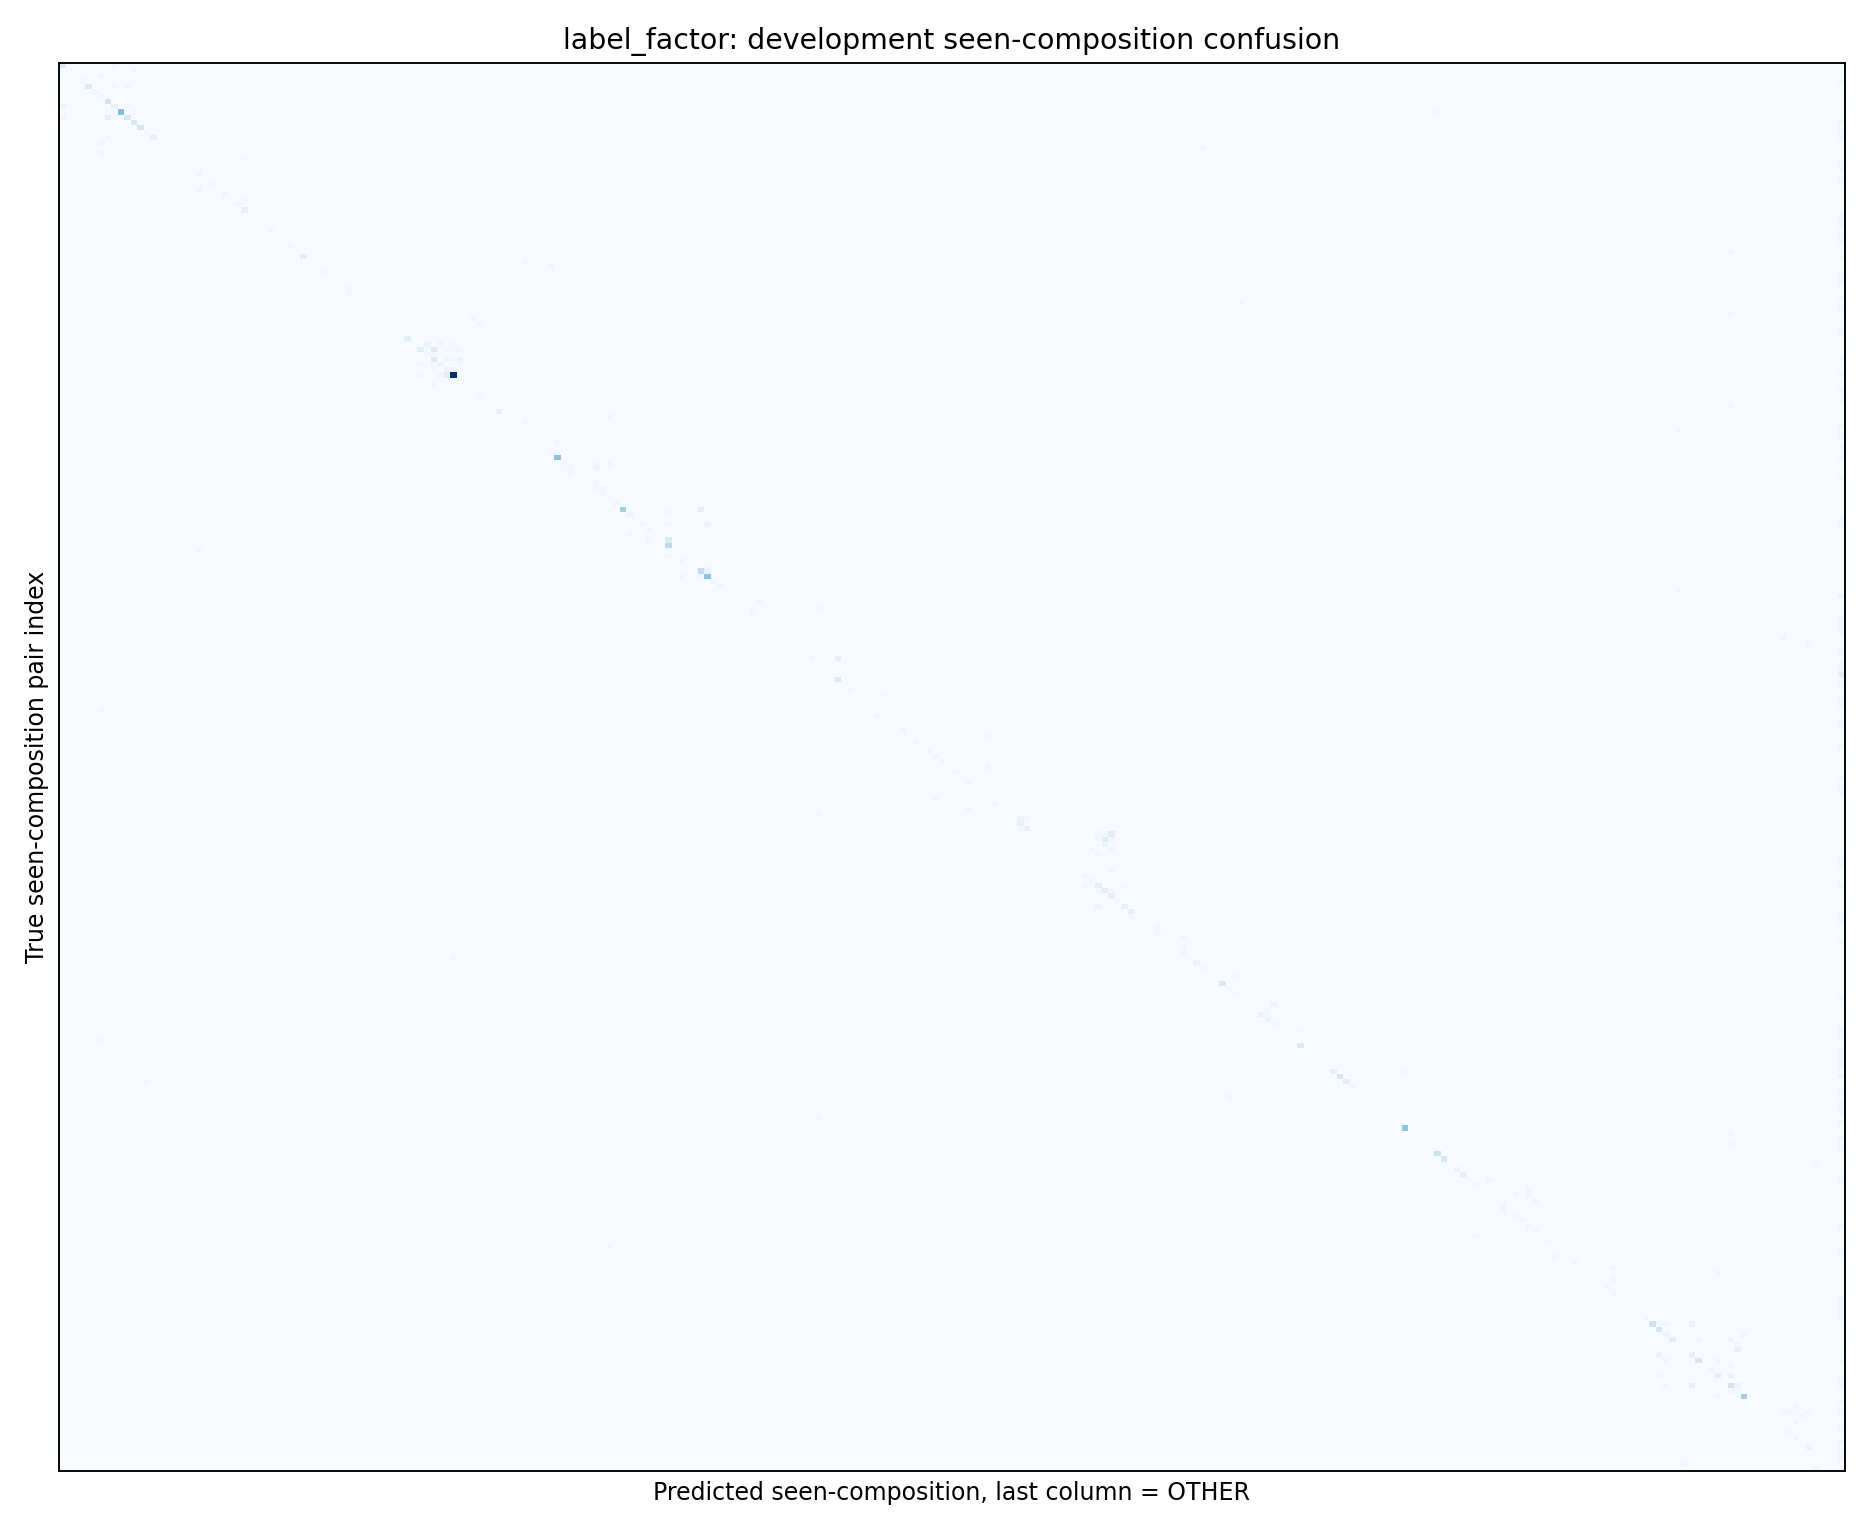 label_factor: development seen-composition confusion
True seen-composition pair index
Predicted seen-composition, last column = OTHER